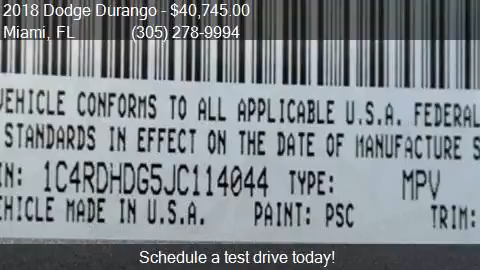 2018 Dodge Durango - $40,745.00
Miami, FL (305) 278-9994
VEHICLE CONFORMS TO ALL APPLICABLE U.S.A. FEDERAL
STANDARDS IN EFFECT ON THE DATE OF MANUFACTURE S
IN: 1C4RDHDG5JC114044 TYPE: MPV
EHICLE MADE IN U.S.A. PAINT: PSC TRIM:
Schedule a test drive today!